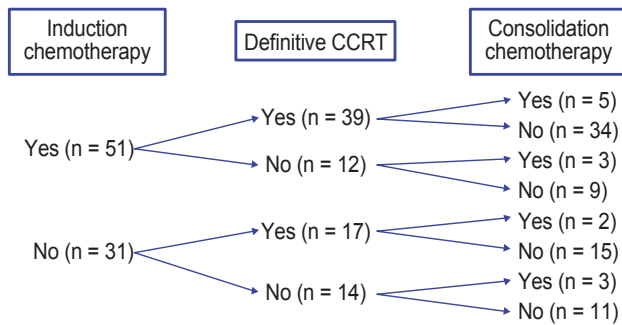 Induction
chemotherapy
Definitive CCRT
Consolidation
chemotherapy
Yes (n = 51)
Yes (n = 39)
Yes (n = 5)
No (n = 34)
No (n = 12)
Yes (n = 3)
No (n = 9)
No (n = 31)
Yes (n = 17)
Yes (n = 2)
No (n = 15)
No (n = 14)
Yes (n = 3)
No (n = 11)